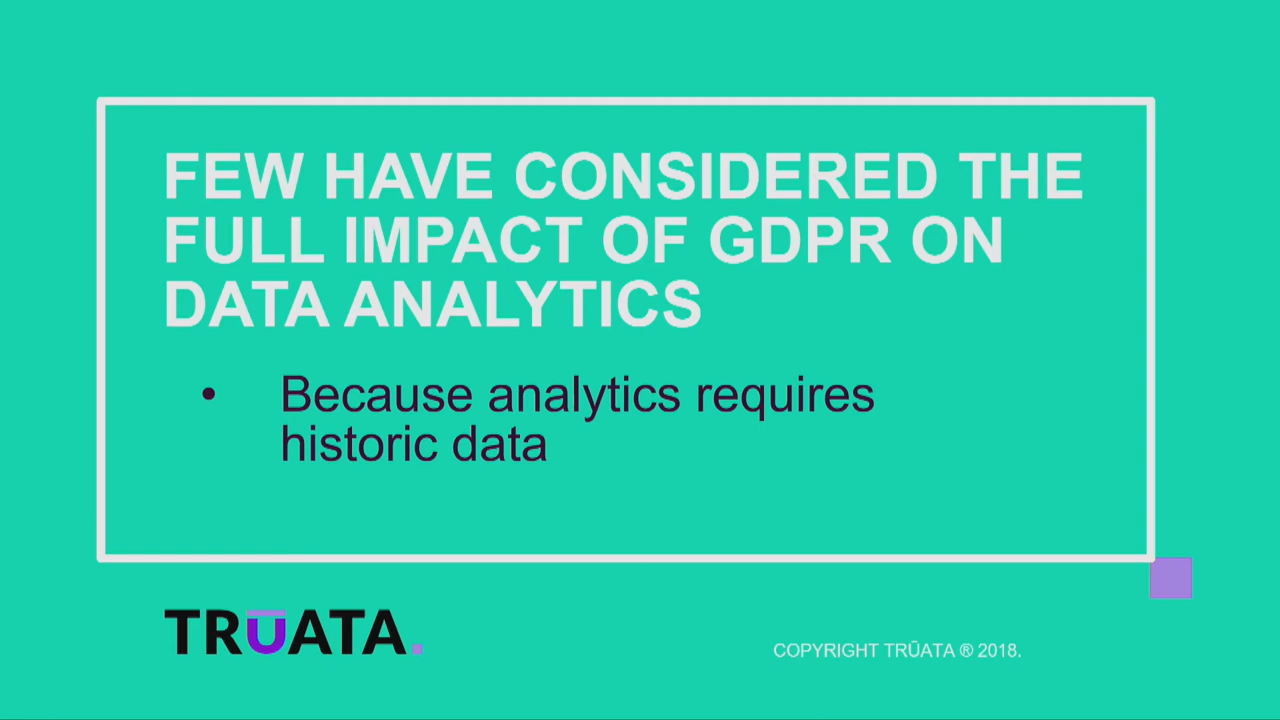 FEW HAVE CONSIDERED THE
FULL IMPACT OF GDPR ON
DATA ANALYTICS
• Because analytics requires
historic data
TRŪATA.
COPYRIGHT TRŪATA ® 2018.